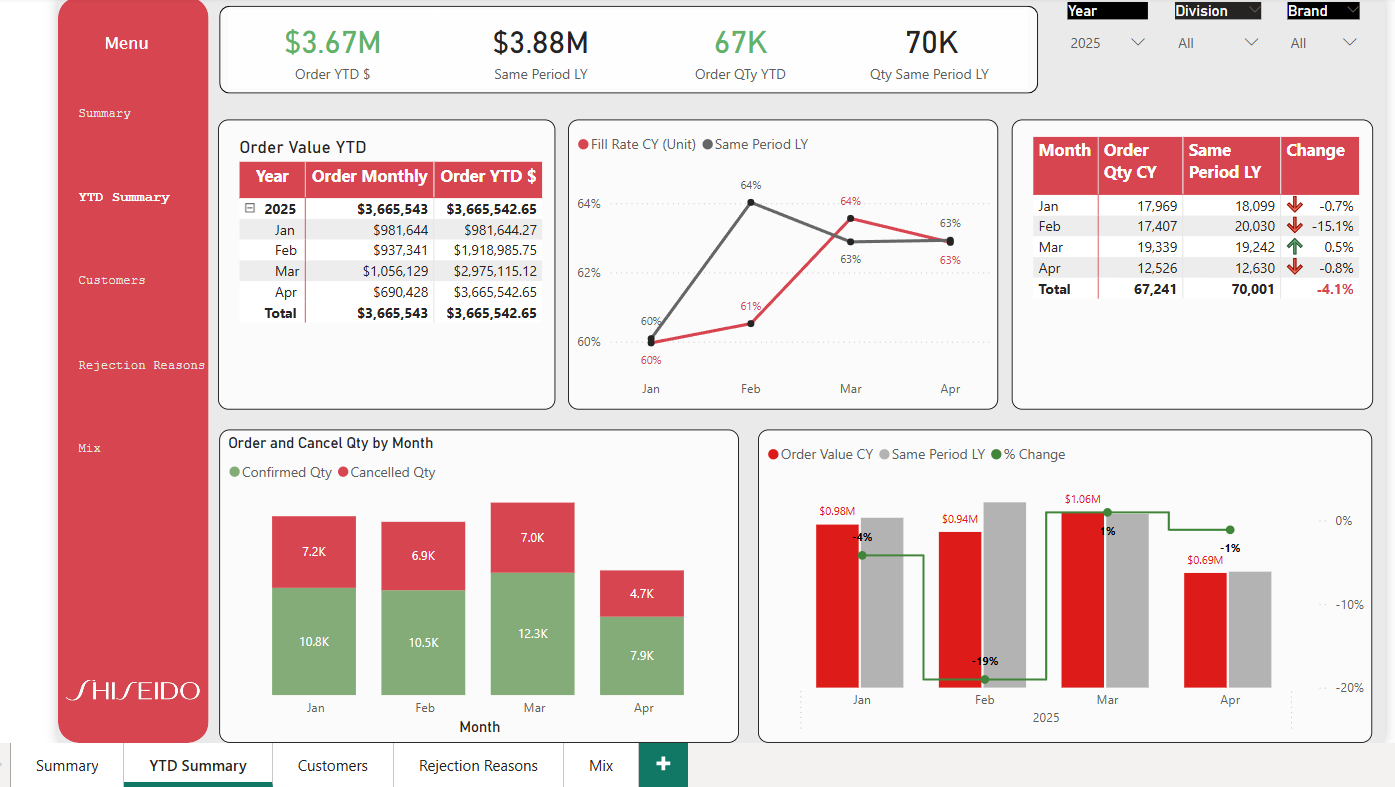 Menu
Summary
YTD Summary
Customers
Rejection Reasons
Mix
SHISEIDO
$3.67M
Order YTD $
$3.88M
Same Period LY
67K
Order QTy YTD
70K
Qty Same Period LY
Year
2025
Division
All
Brand
All
Order Value YTD
Year Order Monthly Order YTD $
2025 $3,665,543 $3,665,542.65
Jan $981,644 $981,644.27
Feb $937,341 $1,918,985.75
Mar $1,056,129 $2,975,115.12
Apr $690,428 $3,665,542.65
Total $3,665,543 $3,665,542.65
Fill Rate CY (Unit) Same Period LY
64%
62%
60%
64%
64%
63%
60%
61%
63%
63%
60%
Jan Feb Mar Apr
Month Order Qty CY Same Period LY Change
Jan 17,969 18,099 -0.7%
Feb 17,407 20,030 -15.1%
Mar 19,339 19,242 0.5%
Apr 12,526 12,630 -0.8%
Total 67,241 70,001 -4.1%
Order and Cancel Qty by Month
Confirmed Qty Cancelled Qty
7.2K 6.9K 7.0K 4.7K
10.8K 10.5K 12.3K 7.9K
Jan Feb Mar Apr
Month
Order Value CY Same Period LY % Change
$0.98M $0.94M $1.06M $0.69M
-4% -19% 1% -1%
0%
-10%
-20%
Jan Feb Mar Apr
2025
Summary YTD Summary Customers Rejection Reasons Mix +